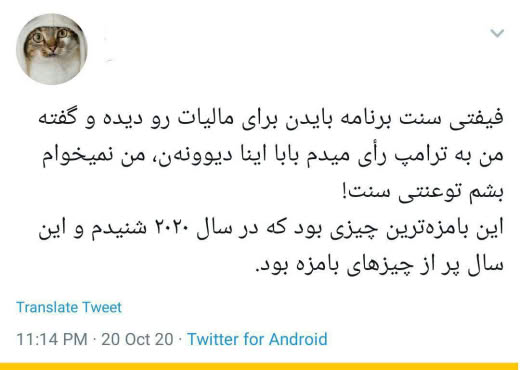 فیفتی سنت برنامه بایدن برای مالیات رو دیده و گفته
من به ترامپ رأی میدم بابا اینا دیوونه‌ن، من نمیخوام
بشم توعنتی سنت!
این بامزه‌ترین چیزی بود که در سال ۲۰۲۰ شنیدم و این
سال پر از چیزهای بامزه بود.
Translate Tweet
11:14 PM · 20 Oct 20 · Twitter for Android